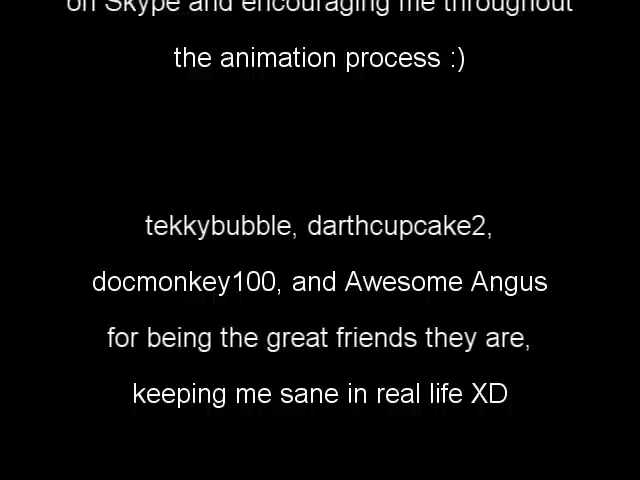 on Skype and encouraging me throughout
the animation process :)
tekkybubble, darthcupcake2,
docmonkey100, and Awesome Angus
for being the great friends they are,
keeping me sane in real life XD